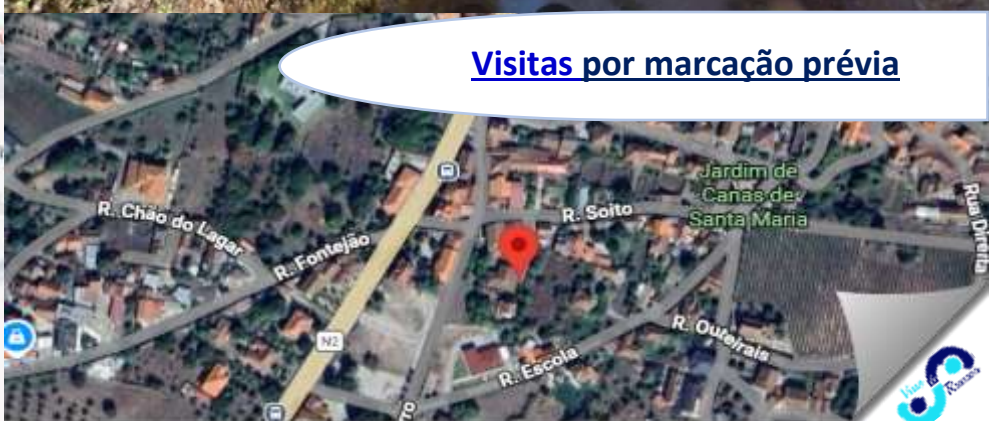 Visitas por marcação prévia
Jardim de
Canas de
Santa Maria
R. Soito
Rua Direita
R. Chão do Lagar
R. Fontejão
N2
R. Outeirais
R. Escola